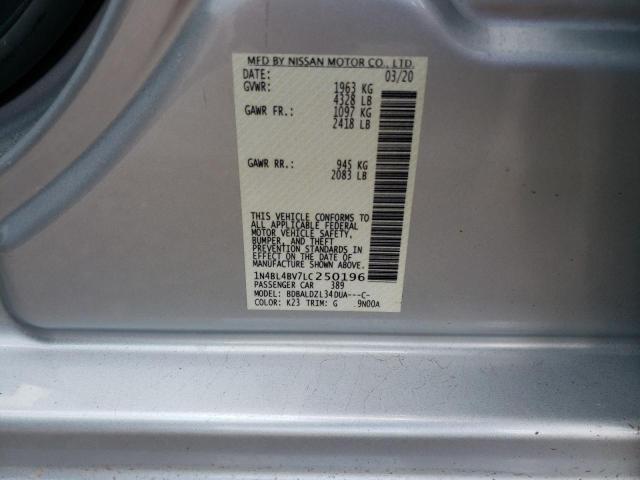 MFD BY NISSAN MOTOR CO., LTD.
DATE: 03/20
GVWR: 1963 KG
4328 LB
GAWR FR.: 1097 KG
2418 LB
GAWR RR.: 945 KG
2083 LB
THIS VEHICLE CONFORMS TO
ALL APPLICABLE FEDERAL
MOTOR VEHICLE SAFETY,
BUMPER, AND THEFT
PREVENTION STANDARDS IN
EFFECT ON THE DATE OF
MANUFACTURE SHOWN ABOVE.
1N4BL4BV7LC250196
PASSENGER CAR 389
MODEL: BDBALDZL34DUA---C-
COLOR: K23 TRIM: G 9N00A